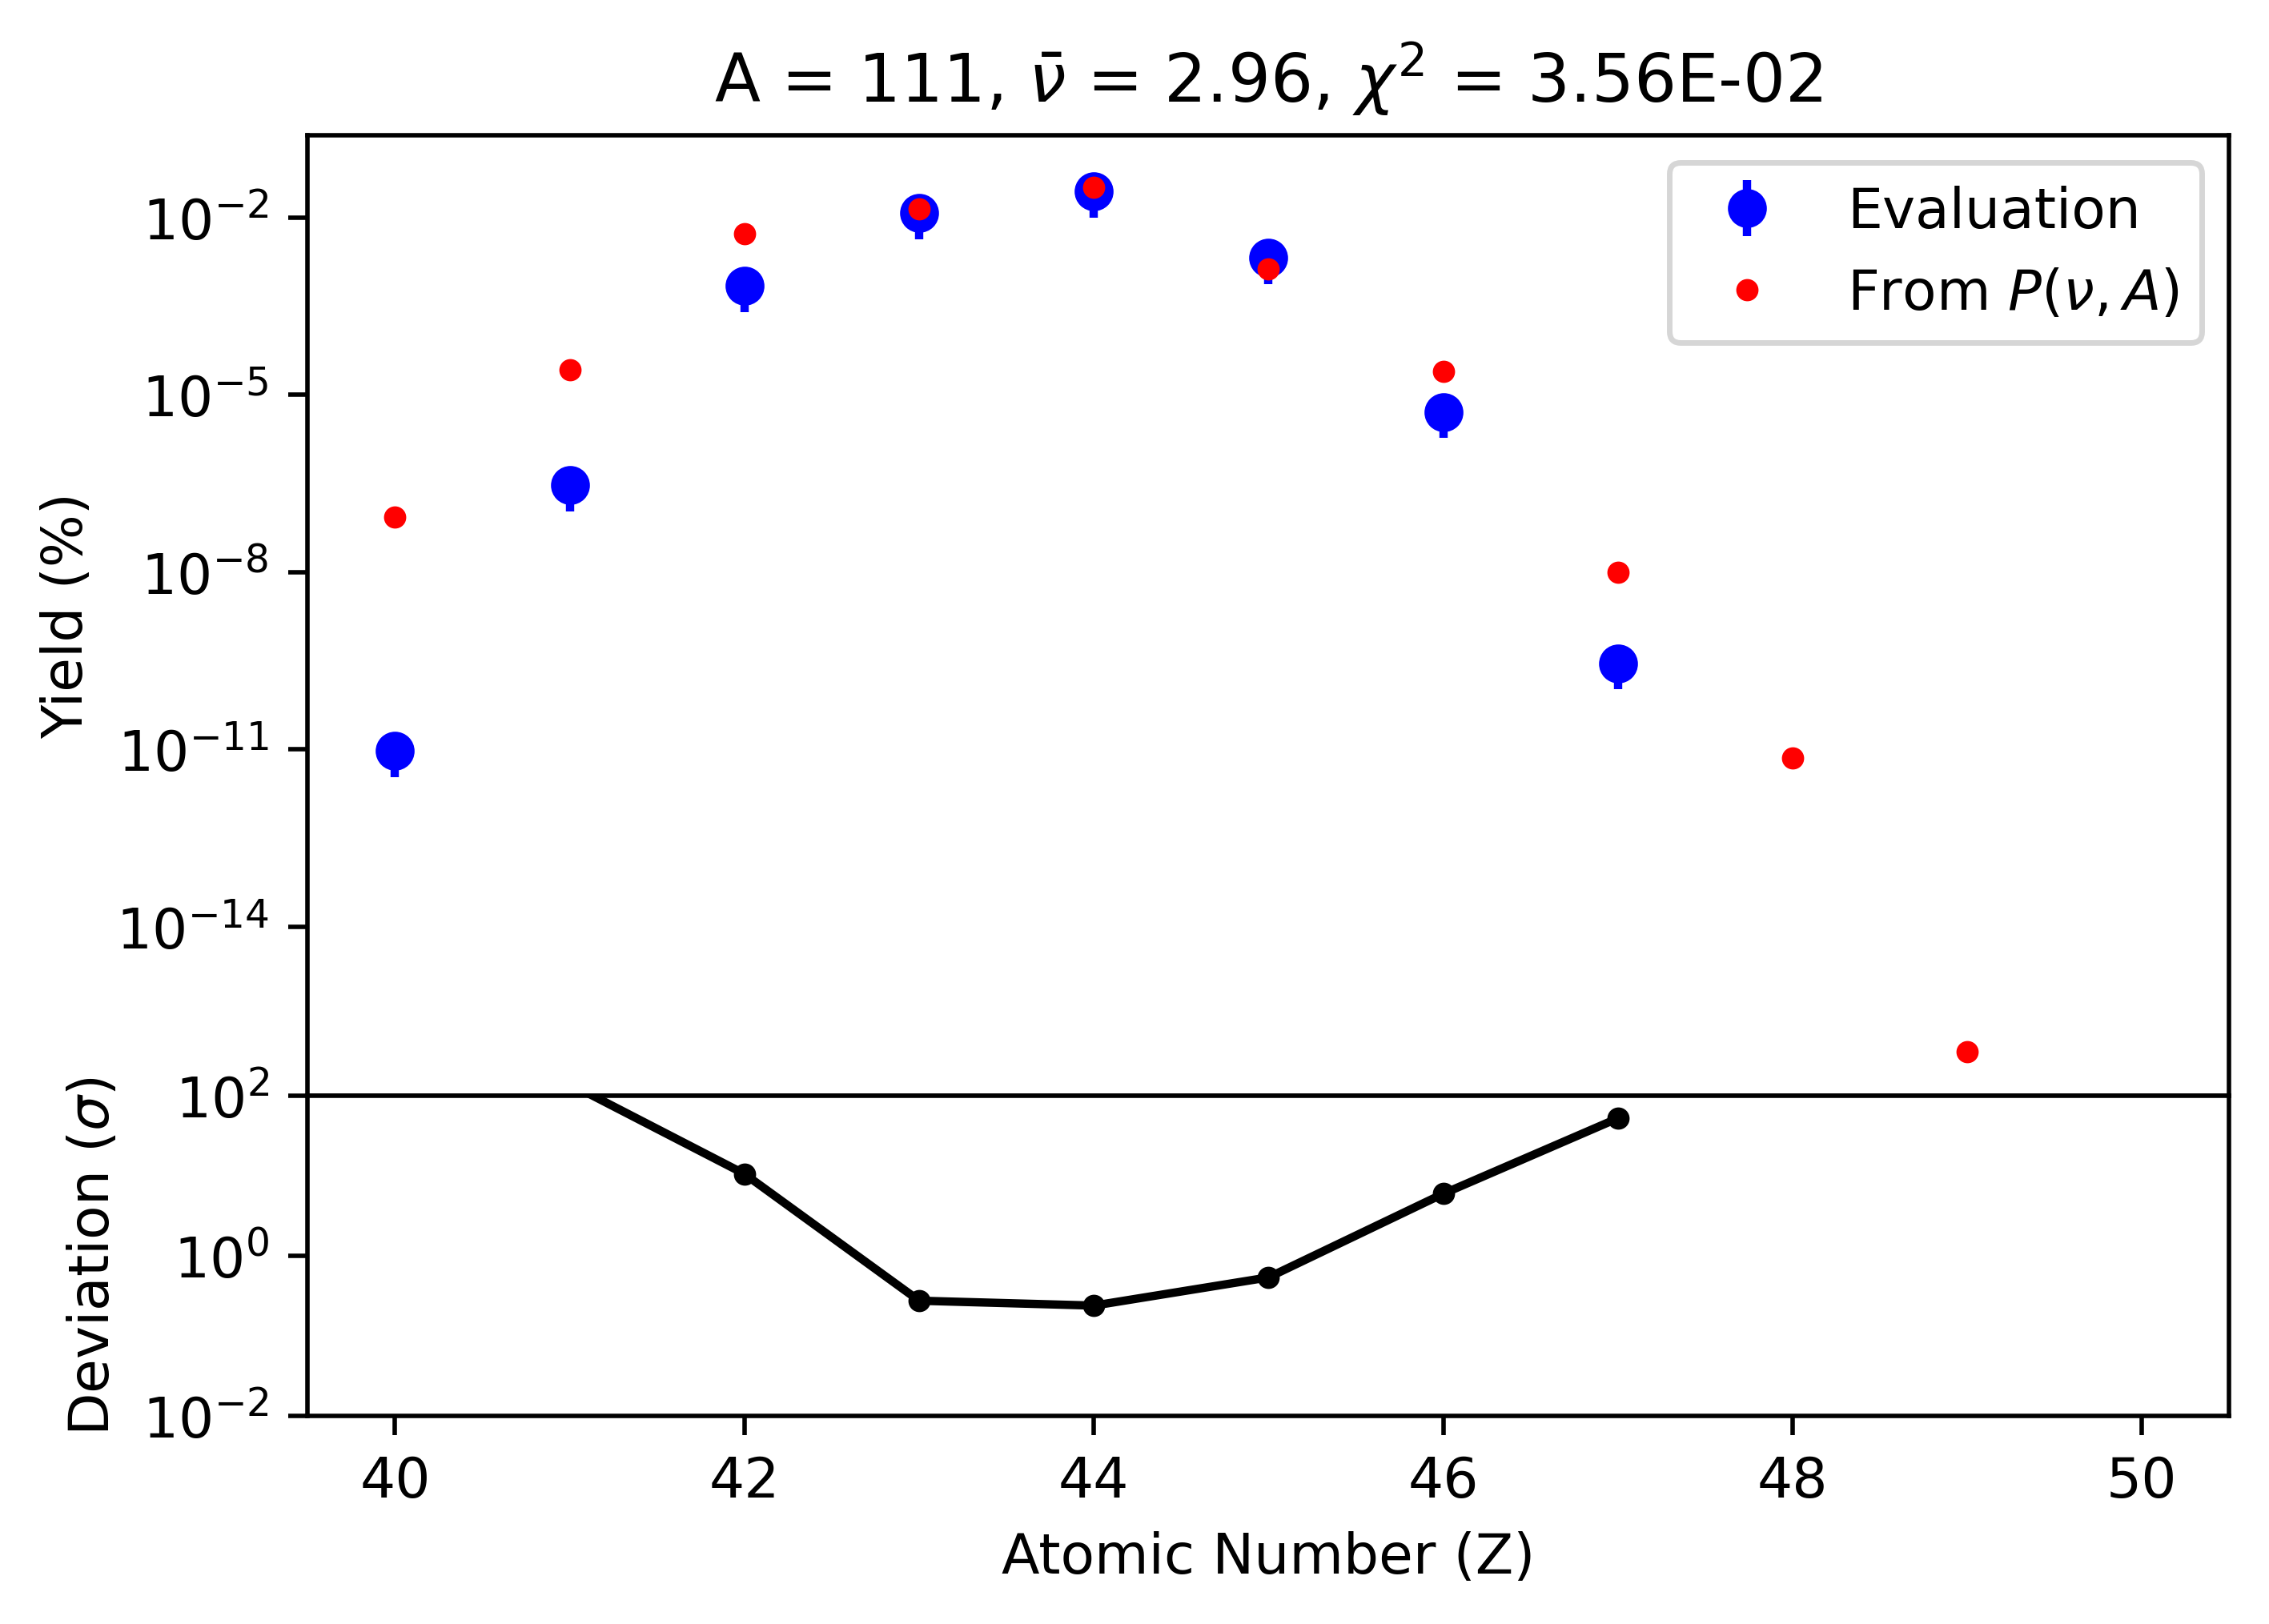 A = 111, ν̄ = 2.96, χ² = 3.56E-02
Evaluation
From P(ν, A)
Yield (%)
10⁻²
10⁻⁵
10⁻⁸
10⁻¹¹
10⁻¹⁴
Deviation (σ)
10²
10⁰
10⁻²
40 42 44 46 48 50
Atomic Number (Z)